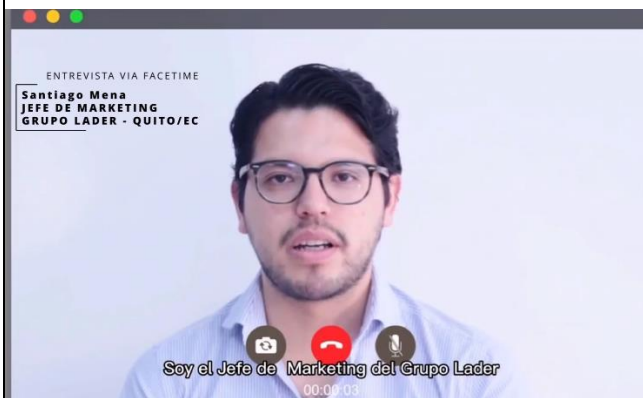 ENTREVISTA VIA FACETIME
Santiago Mena
JEFE DE MARKETING
GRUPO LADER - QUITO/EC
Soy el Jefe de Marketing del Grupo Lader
00:00:03